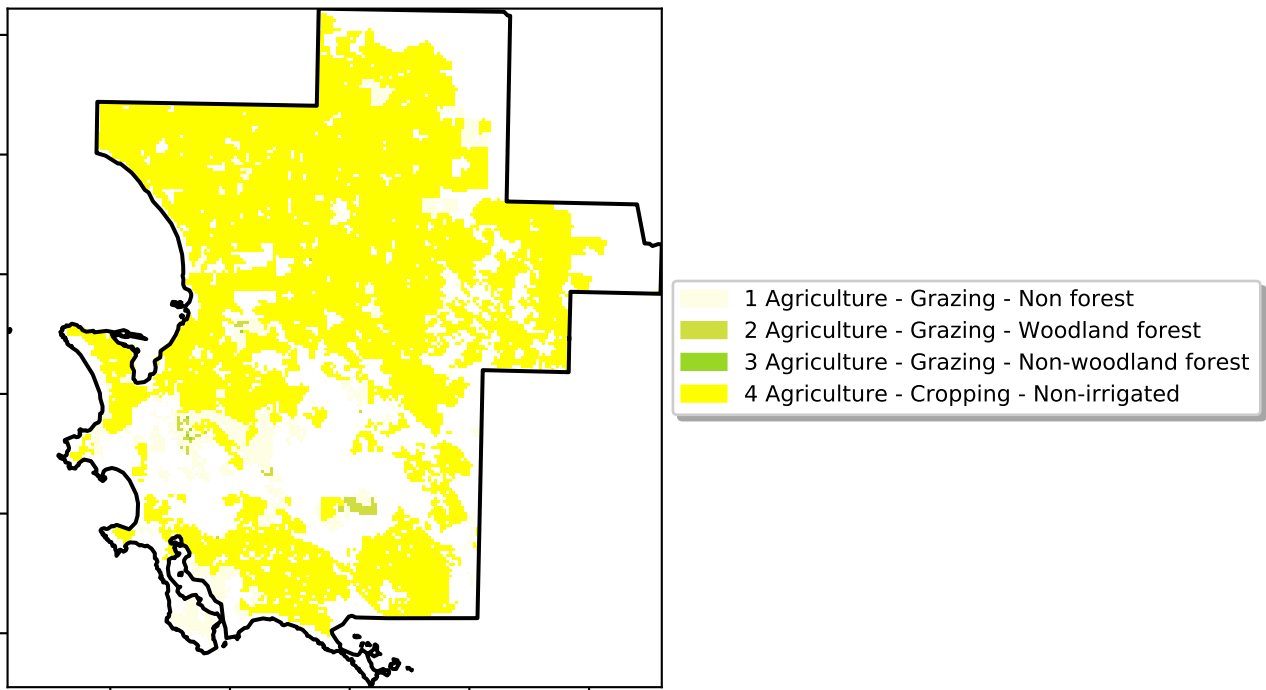 1 Agriculture - Grazing - Non forest
2 Agriculture - Grazing - Woodland forest
3 Agriculture - Grazing - Non-woodland forest
4 Agriculture - Cropping - Non-irrigated